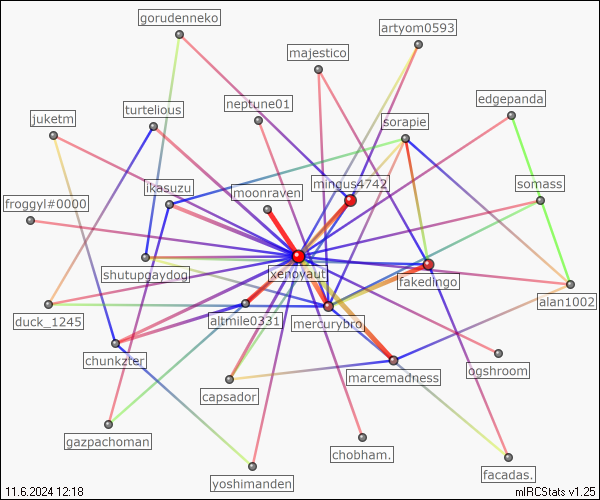 gorudenneko
artyom0593
majestico
edgepanda
neptune01
turtelious
juketm
sorapie
mingus4742
ikasuzu
moonraven
somass
froggyl#0000
shutupgaydog
xenoyaut
fakedingo
alan1002
duck_1245
altmile0331
mercurybro
chunkzter
ogshroom
marcemadness
capsador
gazpachoman
chobham.
facadas.
yoshimanden
11.6.2024 12:18
mIRCStats v1.25